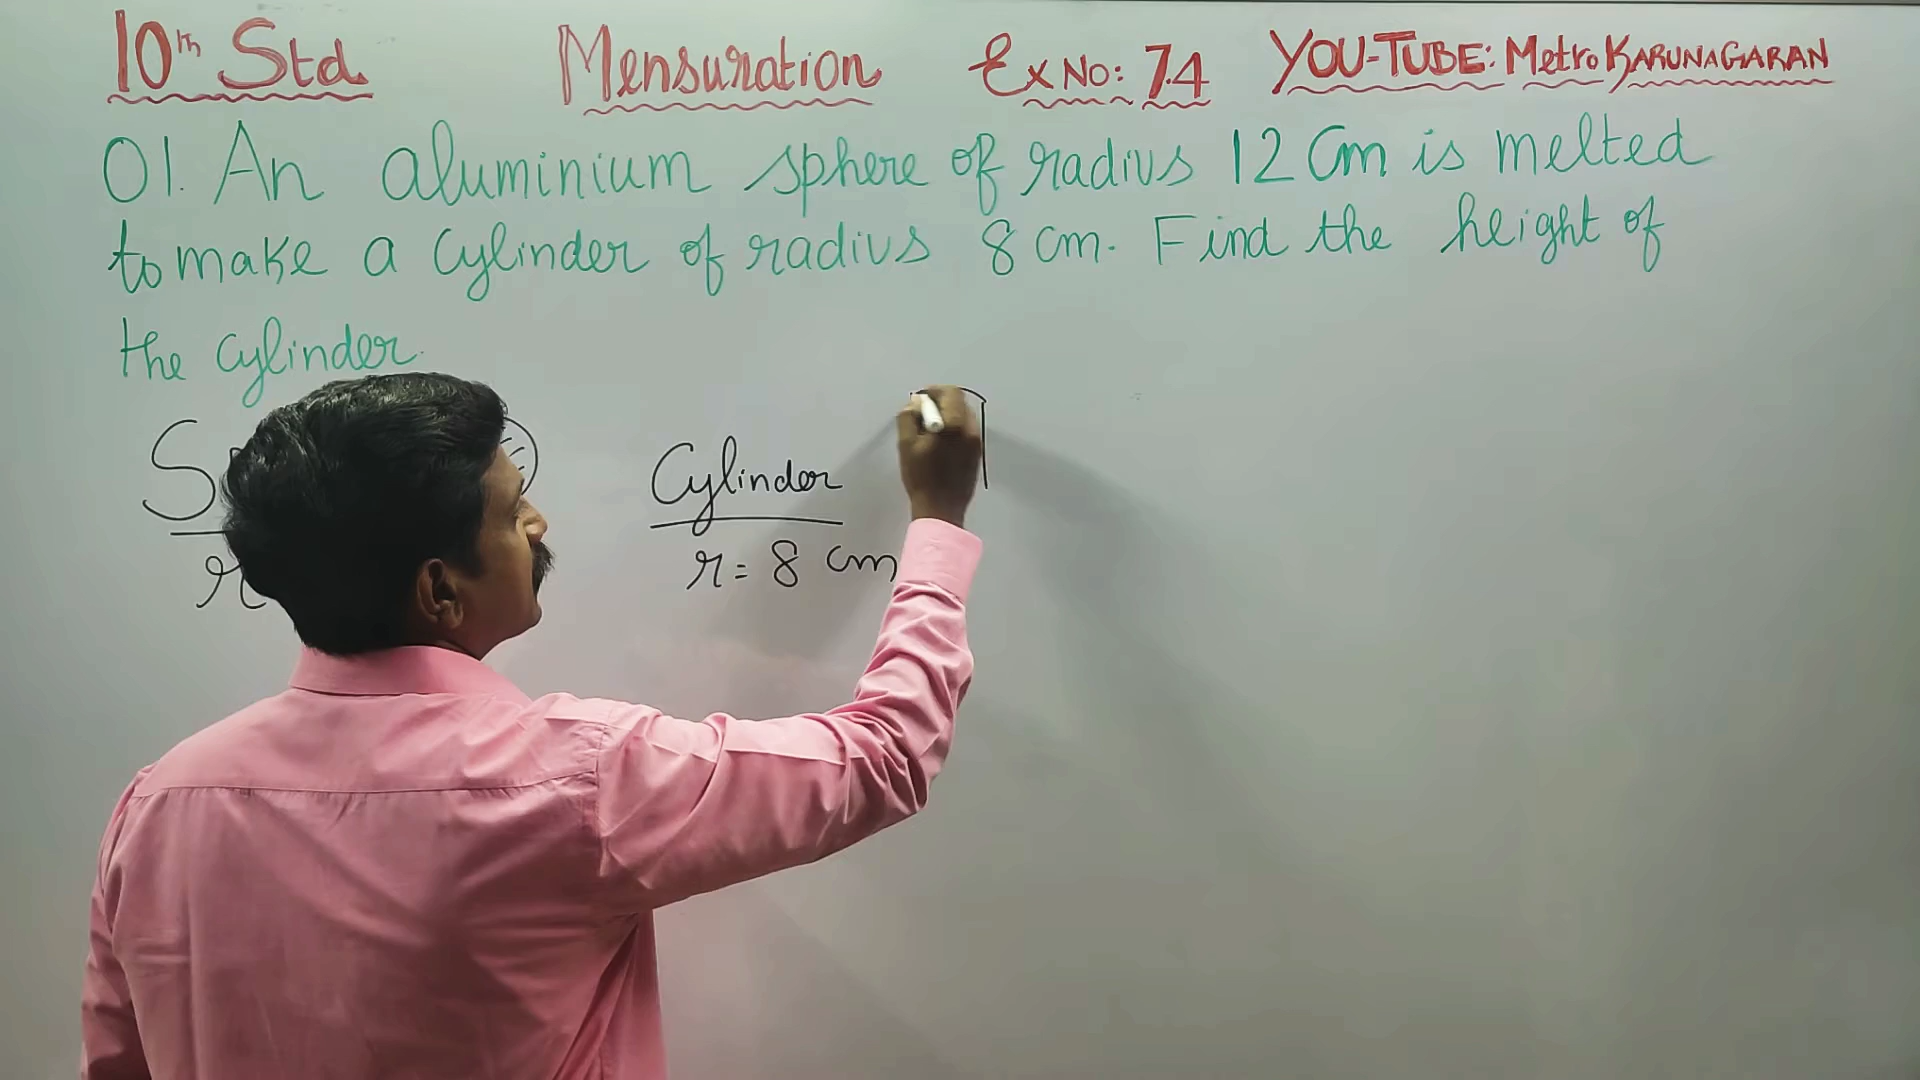 10th Std Mensuration Ex No: 7.4 YOU-TUBE: Metro KARUNAGARAN
01. An aluminium sphere of radius 12 Cm is melted
to make a cylinder of radius 8 cm. Find the height of
the cylinder.
Cylinder
r r = 8 cm